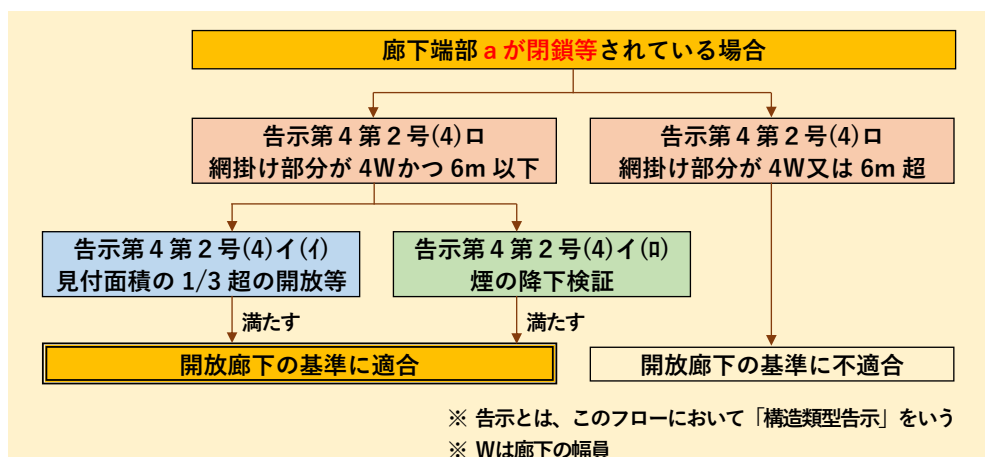 廊下端部aが閉鎖等されている場合
告示第4第2号(4)ロ
網掛け部分が 4Wかつ 6m 以下
告示第4第2号(4)ロ
網掛け部分が 4W又は 6m 超
告示第4第2号(4)イ(ｲ)
見付面積の 1/3 超の開放等
告示第4第2号(4)イ(ﾛ)
煙の降下検証
満たす
満たす
開放廊下の基準に適合
開放廊下の基準に不適合
※ 告示とは、このフローにおいて「構造類型告示」をいう
※ Wは廊下の幅員